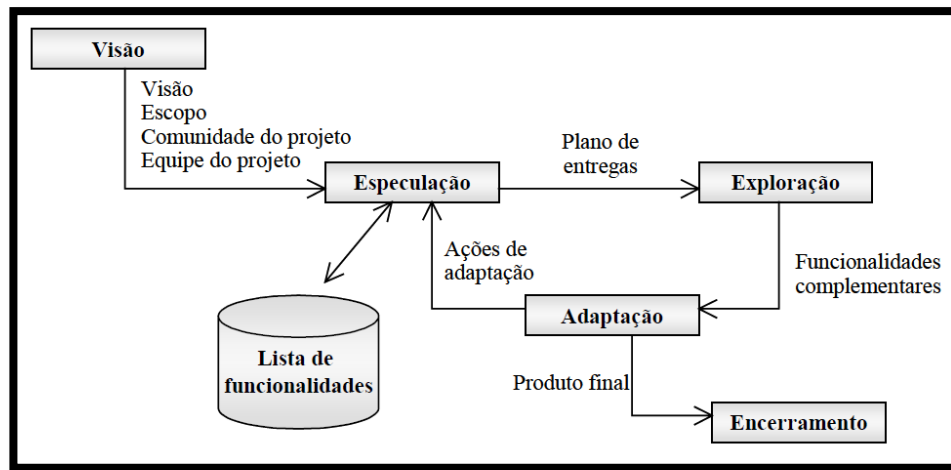 Visão
Visão
Escopo
Comunidade do projeto
Equipe do projeto
Especulação
Plano de
entregas
Exploração
Ações de
adaptação
Funcionalidades
complementares
Adaptação
Lista de
funcionalidades
Produto final
Encerramento